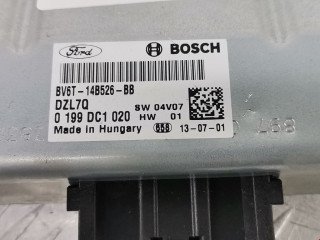 Ford BOSCH
BV6T-14B526-BB
DZL7Q SW 04V07
0 199 DC1 020 HW 01
Made in Hungary 658 13-07-01